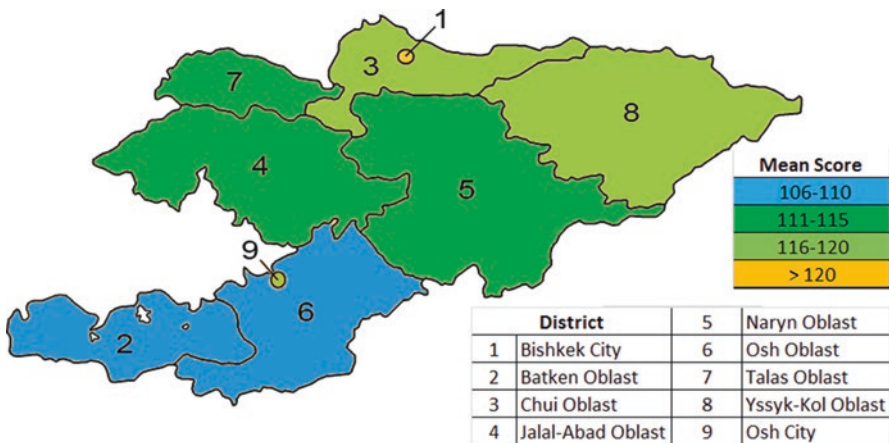 1
3
7
8
4
5
9
6
2
Mean Score
106-110
111-115
116-120
> 120
District 5 Naryn Oblast
1 Bishkek City 6 Osh Oblast
2 Batken Oblast 7 Talas Oblast
3 Chui Oblast 8 Yssyk-Kol Oblast
4 Jalal-Abad Oblast 9 Osh City